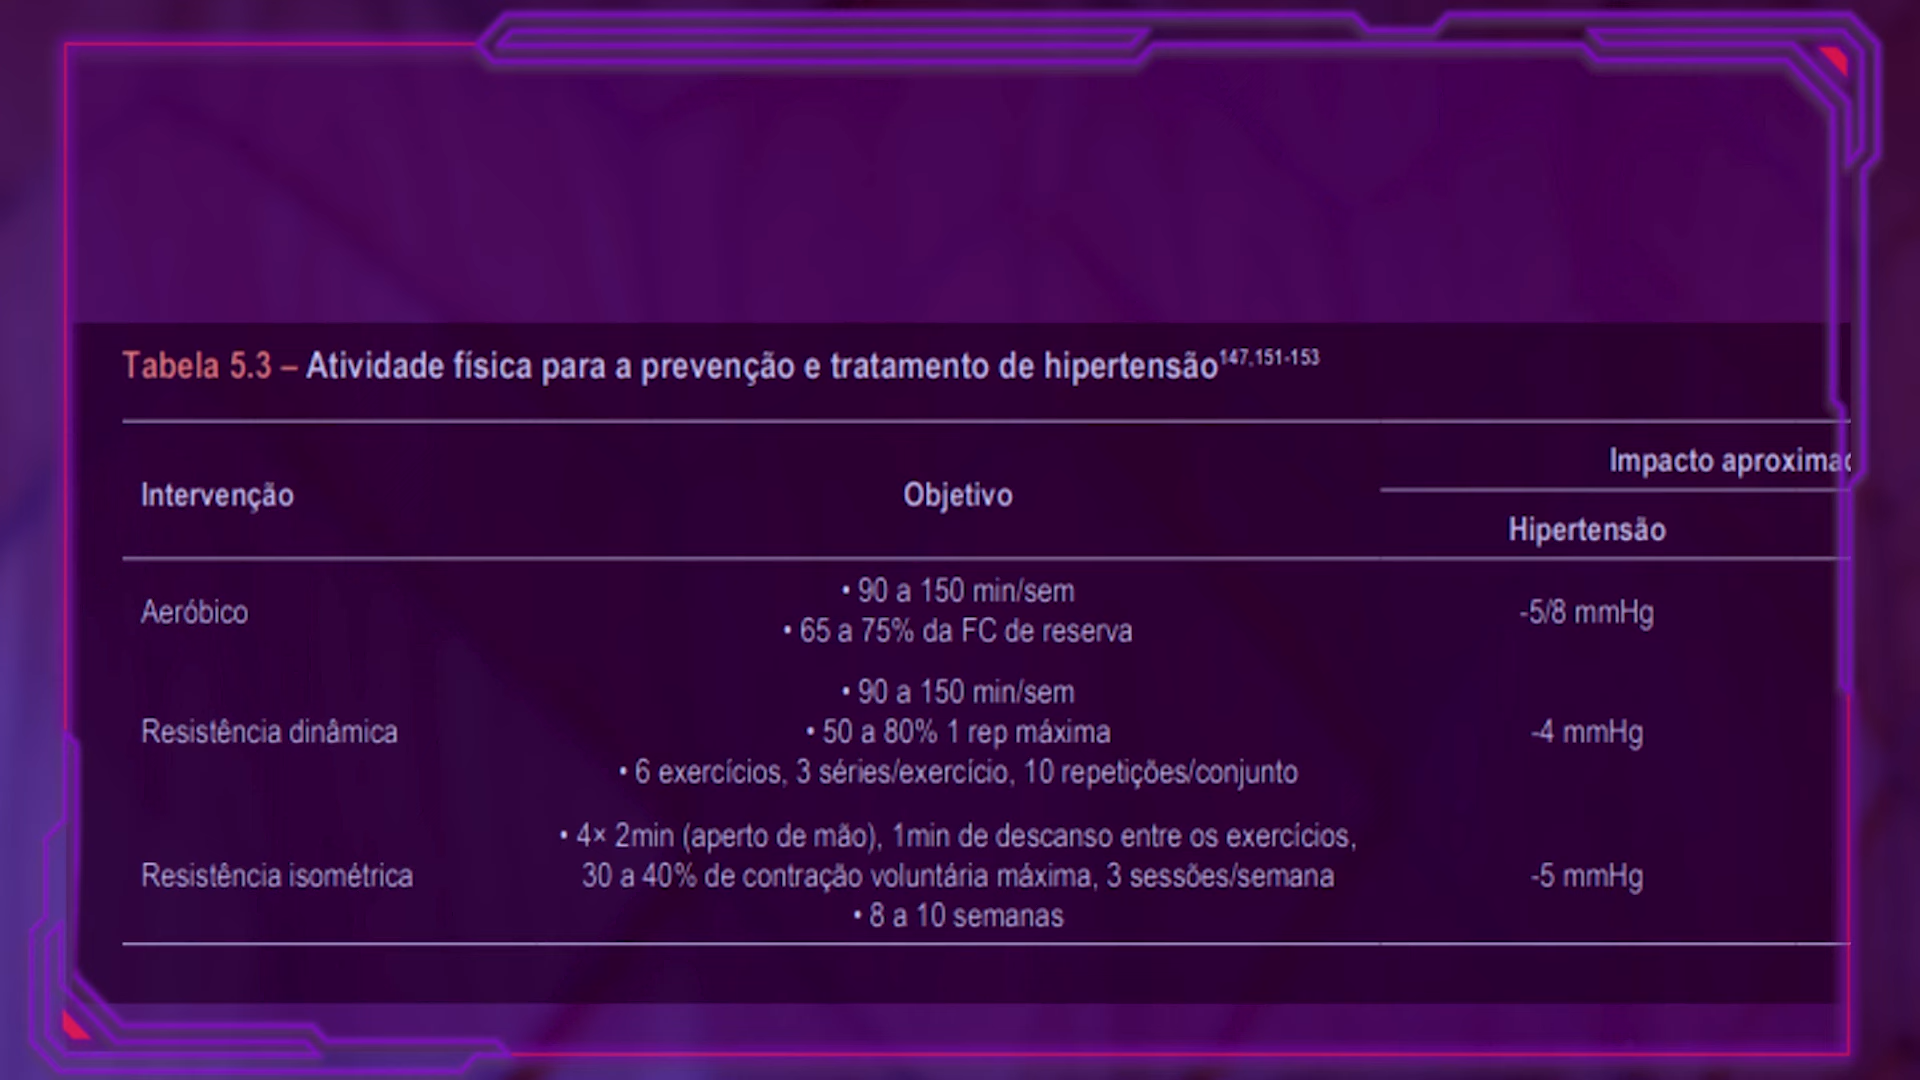 Tabela 5.3 – Atividade física para a prevenção e tratamento de hipertensão147,151-153
Intervenção
Objetivo
Impacto
Hipertensão
Aeróbico
• 90 a 150 min/sem
• 65 a 75% da FC de reserva
-5/8 mmHg
Resistência dinâmica
• 90 a 150 min/sem
• 50 a 80% 1 rep máxima
• 6 exercícios, 3 séries/exercício, 10 repetições/conjunto
-4 mmHg
Resistência isométrica
• 4× 2min (aperto de mão), 1min de descanso entre os exercícios,
30 a 40% de contração voluntária máxima, 3 sessões/semana
• 8 a 10 semanas
-5 mmHg